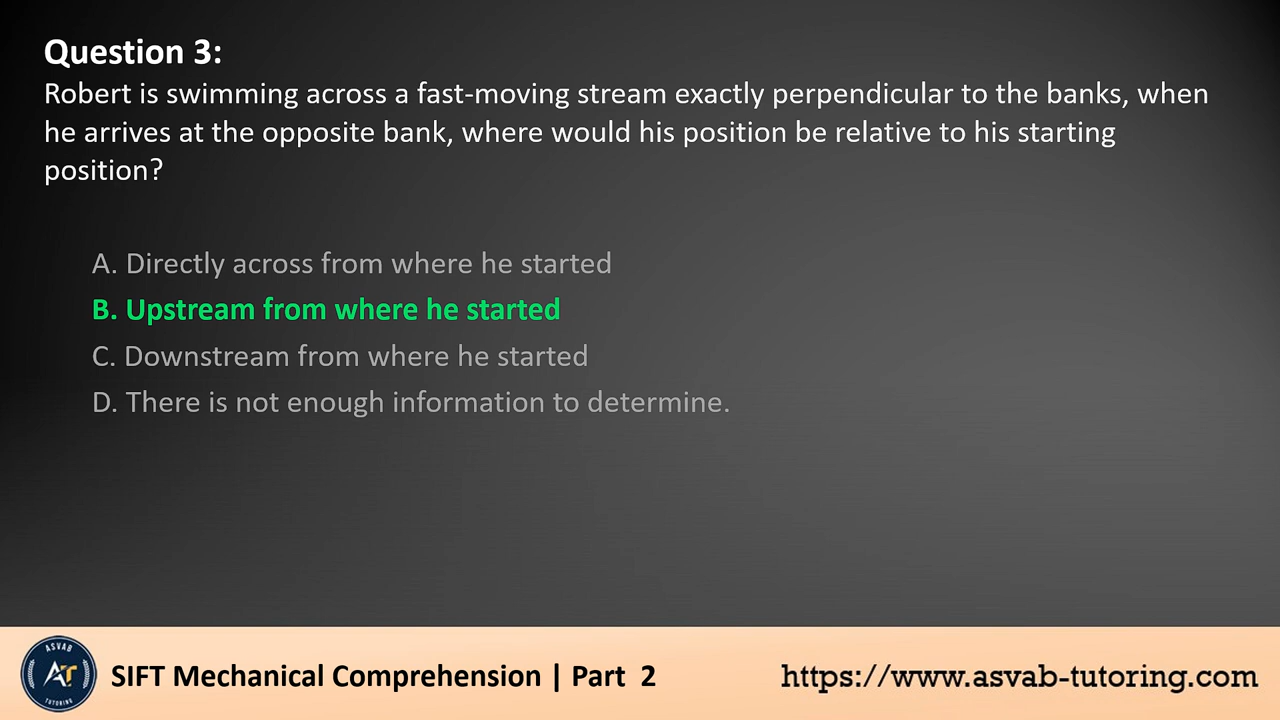 Question 3:
Robert is swimming across a fast-moving stream exactly perpendicular to the banks, when
he arrives at the opposite bank, where would his position be relative to his starting
position?
A. Directly across from where he started
B. Upstream from where he started
C. Downstream from where he started
D. There is not enough information to determine.
ASVAB
AT
TUTORING
SIFT Mechanical Comprehension | Part 2
https://www.asvab-tutoring.com